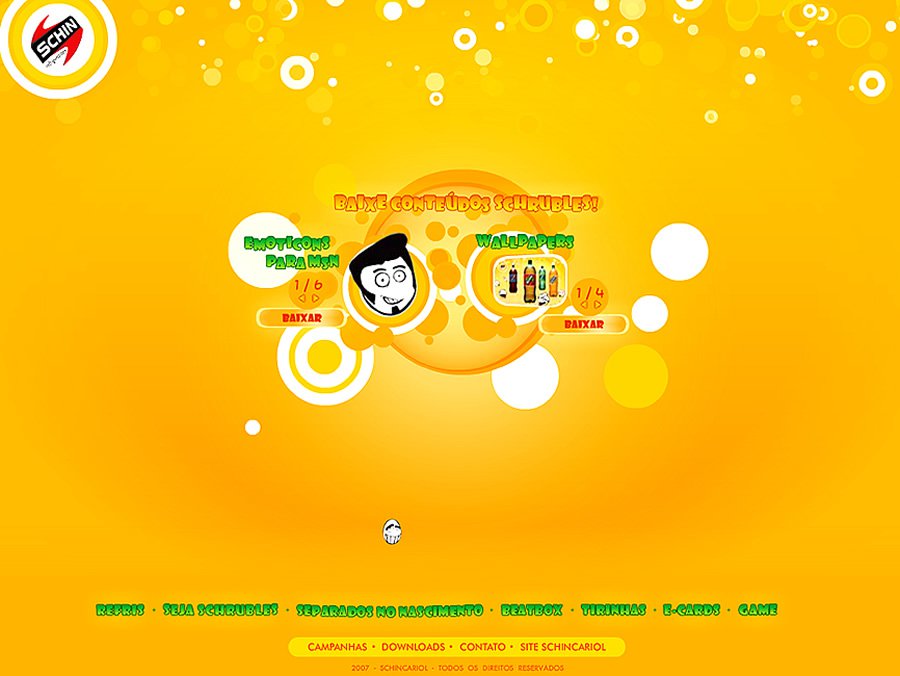 SCHIN
BAIXE CONTEÚDOS SCHRUBLES!
EMOTICONS
PARA MSN
1/6
BAIXAR
WALLPAPERS
1/4
BAIXAR
REFRIS · SEJA SCHRUBLES · SEPARADOS NO NASCIMENTO · BEATBOX · TIRINHAS · E-CARDS · GAME
CAMPANHAS · DOWNLOADS · CONTATO · SITE SCHINCARIOL
2007 - SCHINCARIOL - TODOS OS DIREITOS RESERVADOS